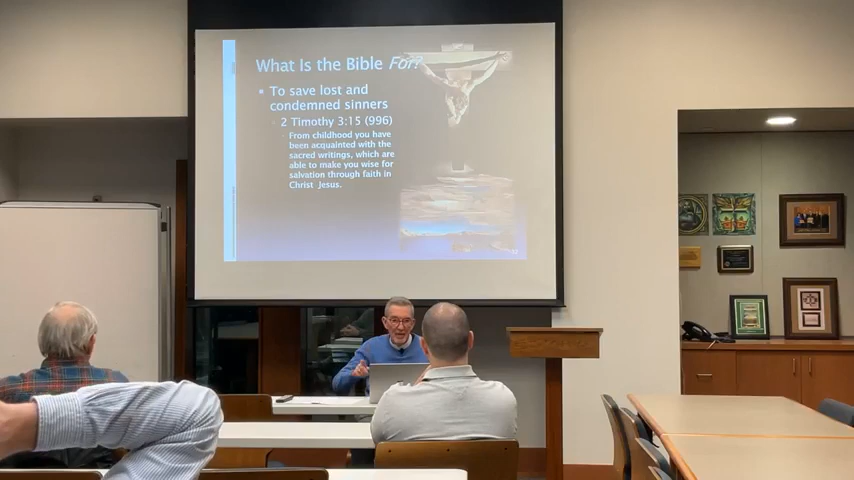 What Is the Bible For?
To save lost and
condemned sinners
2 Timothy 3:15 (996)
From childhood you have
been acquainted with the
sacred writings, which are
able to make you wise for
salvation through faith in
Christ Jesus.